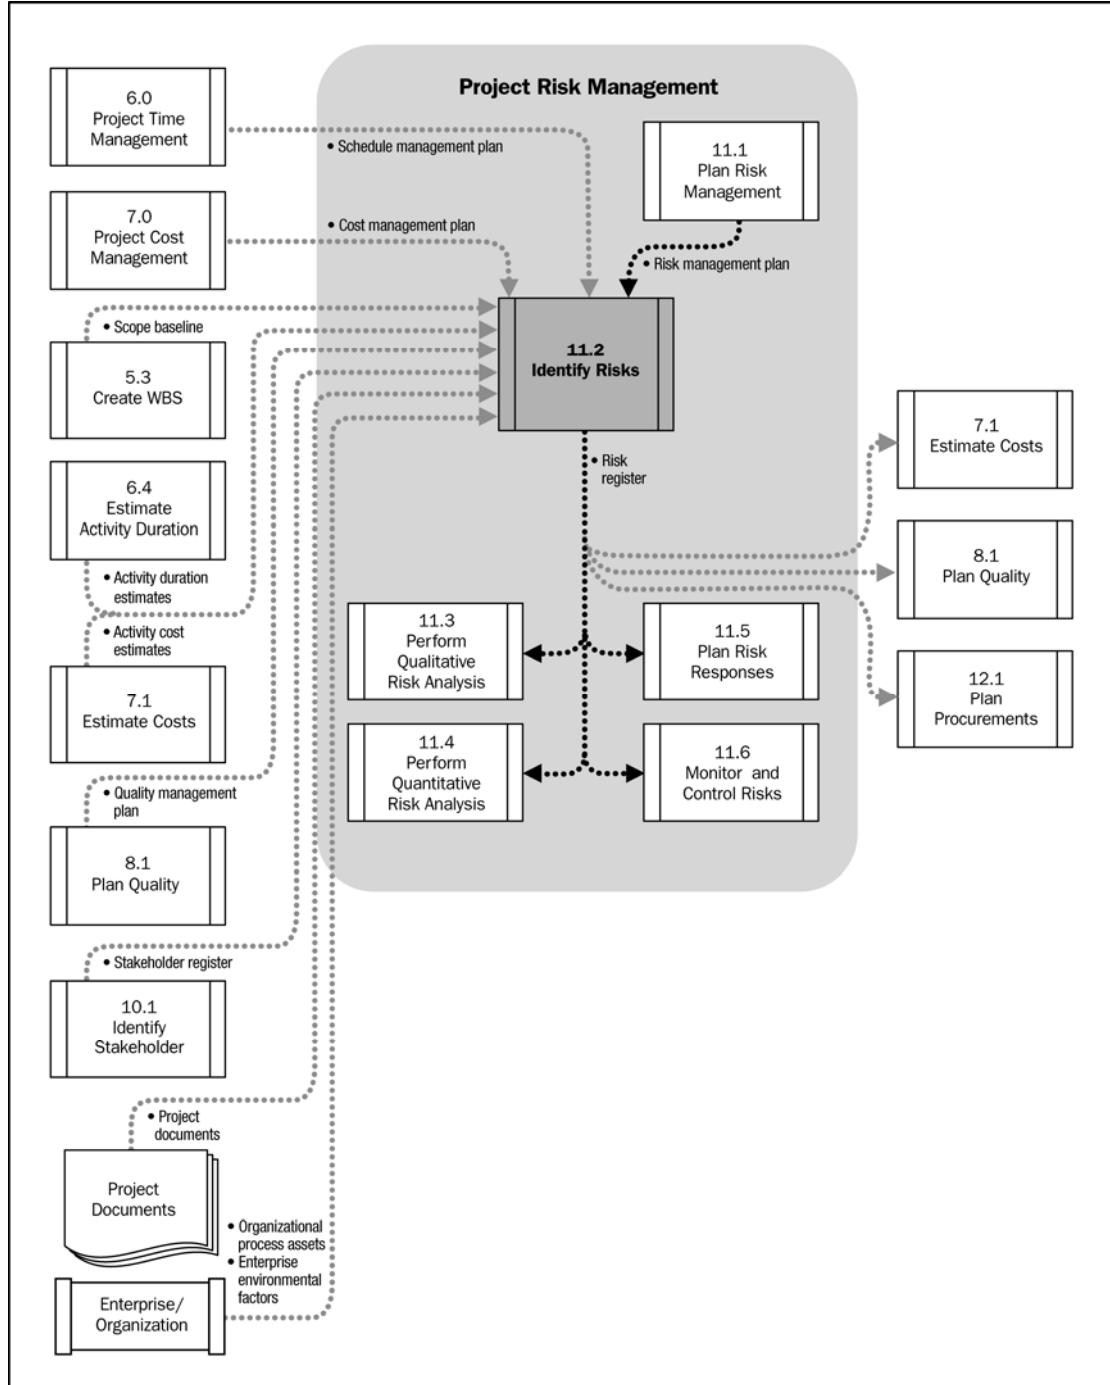 Project Risk Management
6.0
Project Time
Management
• Schedule management plan
11.1
Plan Risk
Management
7.0
Project Cost
Management
• Cost management plan
• Risk management plan
• Scope baseline
5.3
Create WBS
11.2
Identify Risks
7.1
Estimate Costs
• Risk
register
6.4
Estimate
Activity Duration
8.1
Plan Quality
• Activity duration
estimates
• Activity cost
estimates
11.3
Perform
Qualitative
Risk Analysis
11.5
Plan Risk
Responses
12.1
Plan
Procurements
7.1
Estimate Costs
11.4
Perform
Quantitative
Risk Analysis
11.6
Monitor and
Control Risks
• Quality management
plan
8.1
Plan Quality
• Stakeholder register
10.1
Identify
Stakeholder
• Project
documents
Project
Documents
• Organizational
process assets
• Enterprise
environmental
factors
Enterprise/
Organization